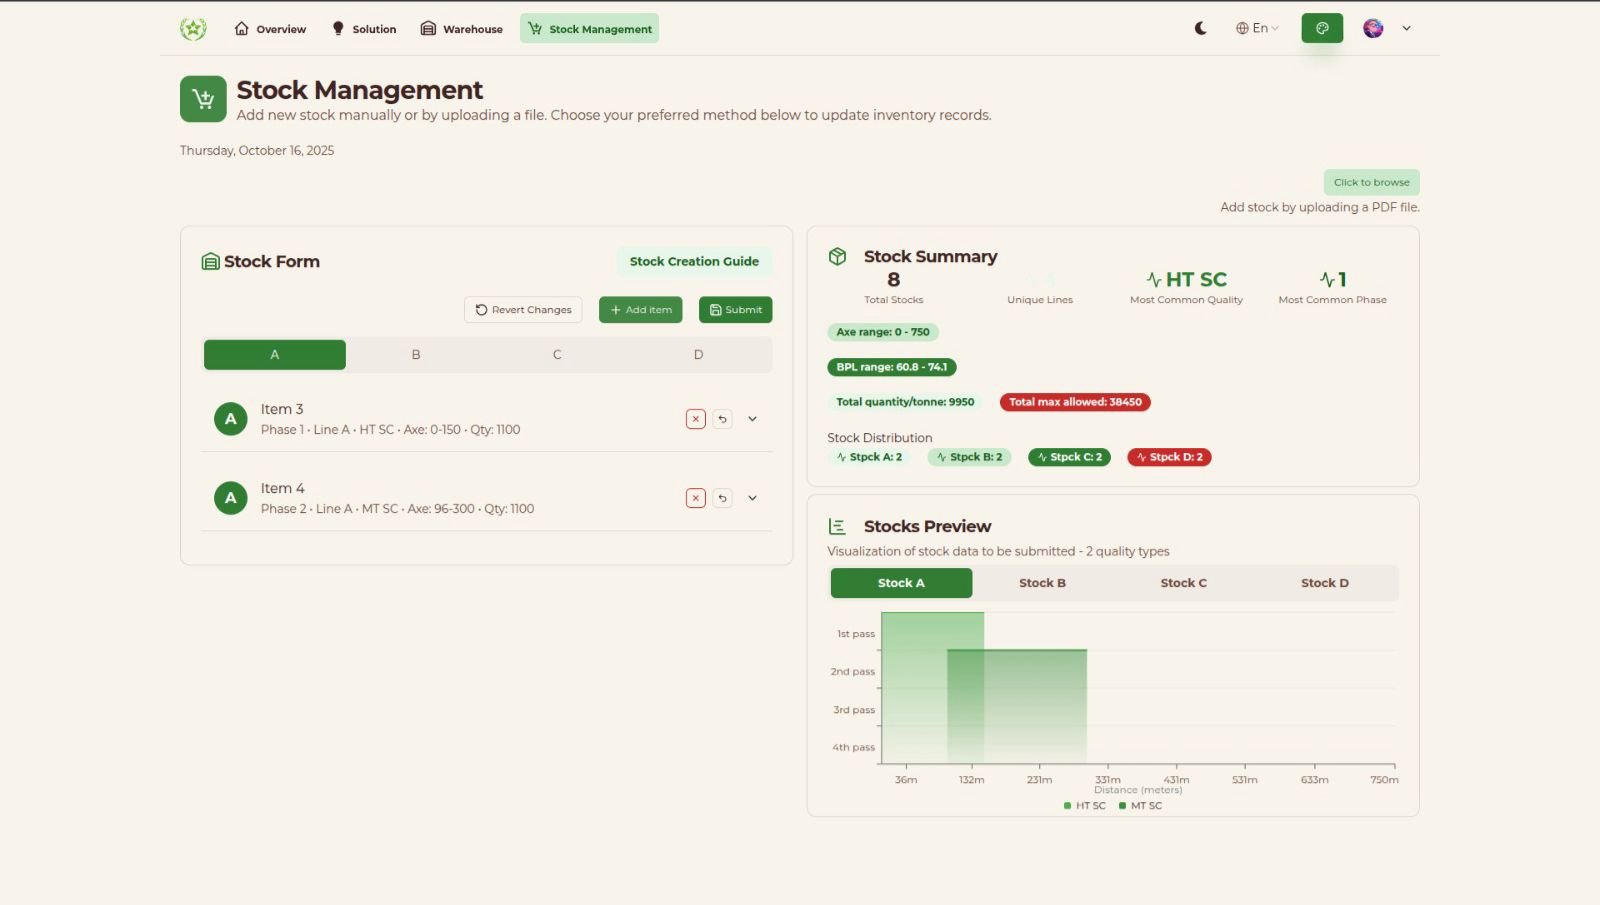 Overview
Solution
Warehouse
Stock Management
En
Stock Management
Add new stock manually or by uploading a file. Choose your preferred method below to update inventory records.
Thursday, October 16, 2025
Click to browse
Add stock by uploading a PDF file.
Stock Form
Stock Creation Guide
Revert Changes
+ Add item
Submit
A B C D
A
Item 3
Phase 1 • Line A • HT SC • Axe: 0-150 • Qty: 1100
A
Item 4
Phase 2 • Line A • MT SC • Axe: 96-300 • Qty: 1100
Stock Summary
8
Total Stocks
4
Unique Lines
HT SC
Most Common Quality
1
Most Common Phase
Axe range: 0 - 750
BPL range: 60.8 - 74.1
Total quantity/tonne: 9950
Total max allowed: 38450
Stock Distribution
Stpck A: 2
Stpck B: 2
Stpck C: 2
Stpck D: 2
Stocks Preview
Visualization of stock data to be submitted - 2 quality types
Stock A
Stock B
Stock C
Stock D
1st pass
2nd pass
3rd pass
4th pass
36m 132m 231m 331m 431m 531m 633m 750m
Distance (meters)
HT SC MT SC